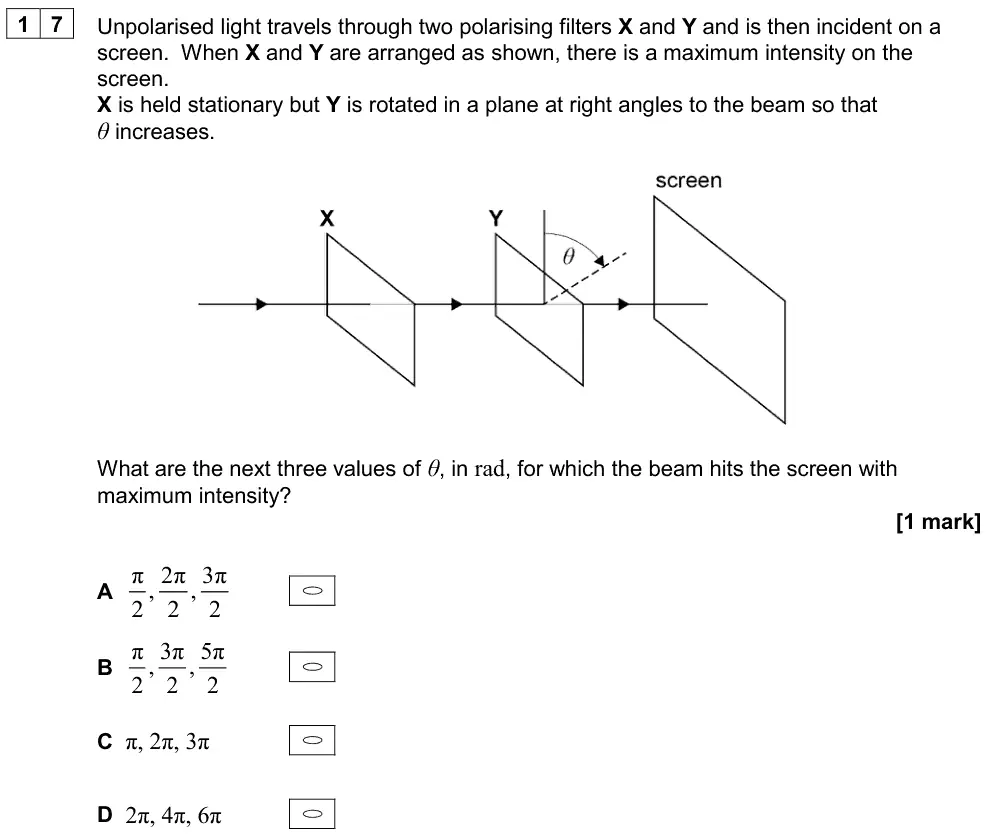 1 7 Unpolarised light travels through two polarising filters X and Y and is then incident on a
screen. When X and Y are arranged as shown, there is a maximum intensity on the
screen.
X is held stationary but Y is rotated in a plane at right angles to the beam so that
θ increases.
screen
X Y
θ
What are the next three values of θ, in rad, for which the beam hits the screen with
maximum intensity?
[1 mark]
A π/2, 2π/2, 3π/2
B π/2, 3π/2, 5π/2
C π, 2π, 3π
D 2π, 4π, 6π